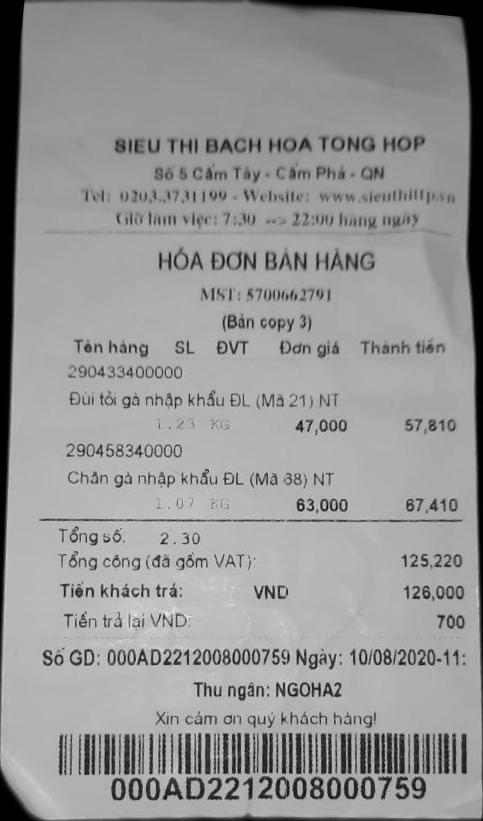 SIEU THI BACH HOA TONG HOP
Số 5 Cẩm Tây - Cẩm Phả - QN
Tel: 0203.3731199 - Website: www.sieuthittp.vn
Giờ làm việc: 7:30 --> 22:00 hàng ngày
HÓA ĐƠN BÁN HÀNG
MST: 5700662791
(Bản copy 3)
Tên hàng SL ĐVT Đơn giá Thành tiền
290433400000
Đùi tỏi gà nhập khẩu ĐL (Mã 21) NT
1.23 KG 47,000 57,810
290458340000
Chân gà nhập khẩu ĐL (Mã 68) NT
1.07 KG 63,000 67,410
Tổng số: 2.30
Tổng cộng (đã gồm VAT): 125,220
Tiền khách trả: VND 126,000
Tiền trả lại VND: 700
Số GD: 000AD2212008000759 Ngày: 10/08/2020-11:
Thu ngân: NGOHA2
Xin cảm ơn quý khách hàng!
000AD2212008000759